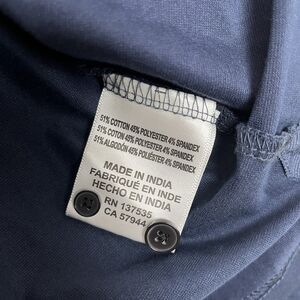 51% COTTON 45% POLYESTER 4% SPANDEX
51% COTON 45% POLYESTER 4% SPANDEX
51% ALGODÓN 45% POLIÉSTER 4% SPANDEX
MADE IN INDIA
FABRIQUÉ EN INDE
HECHO EN INDIA
RN 137535
CA 57944